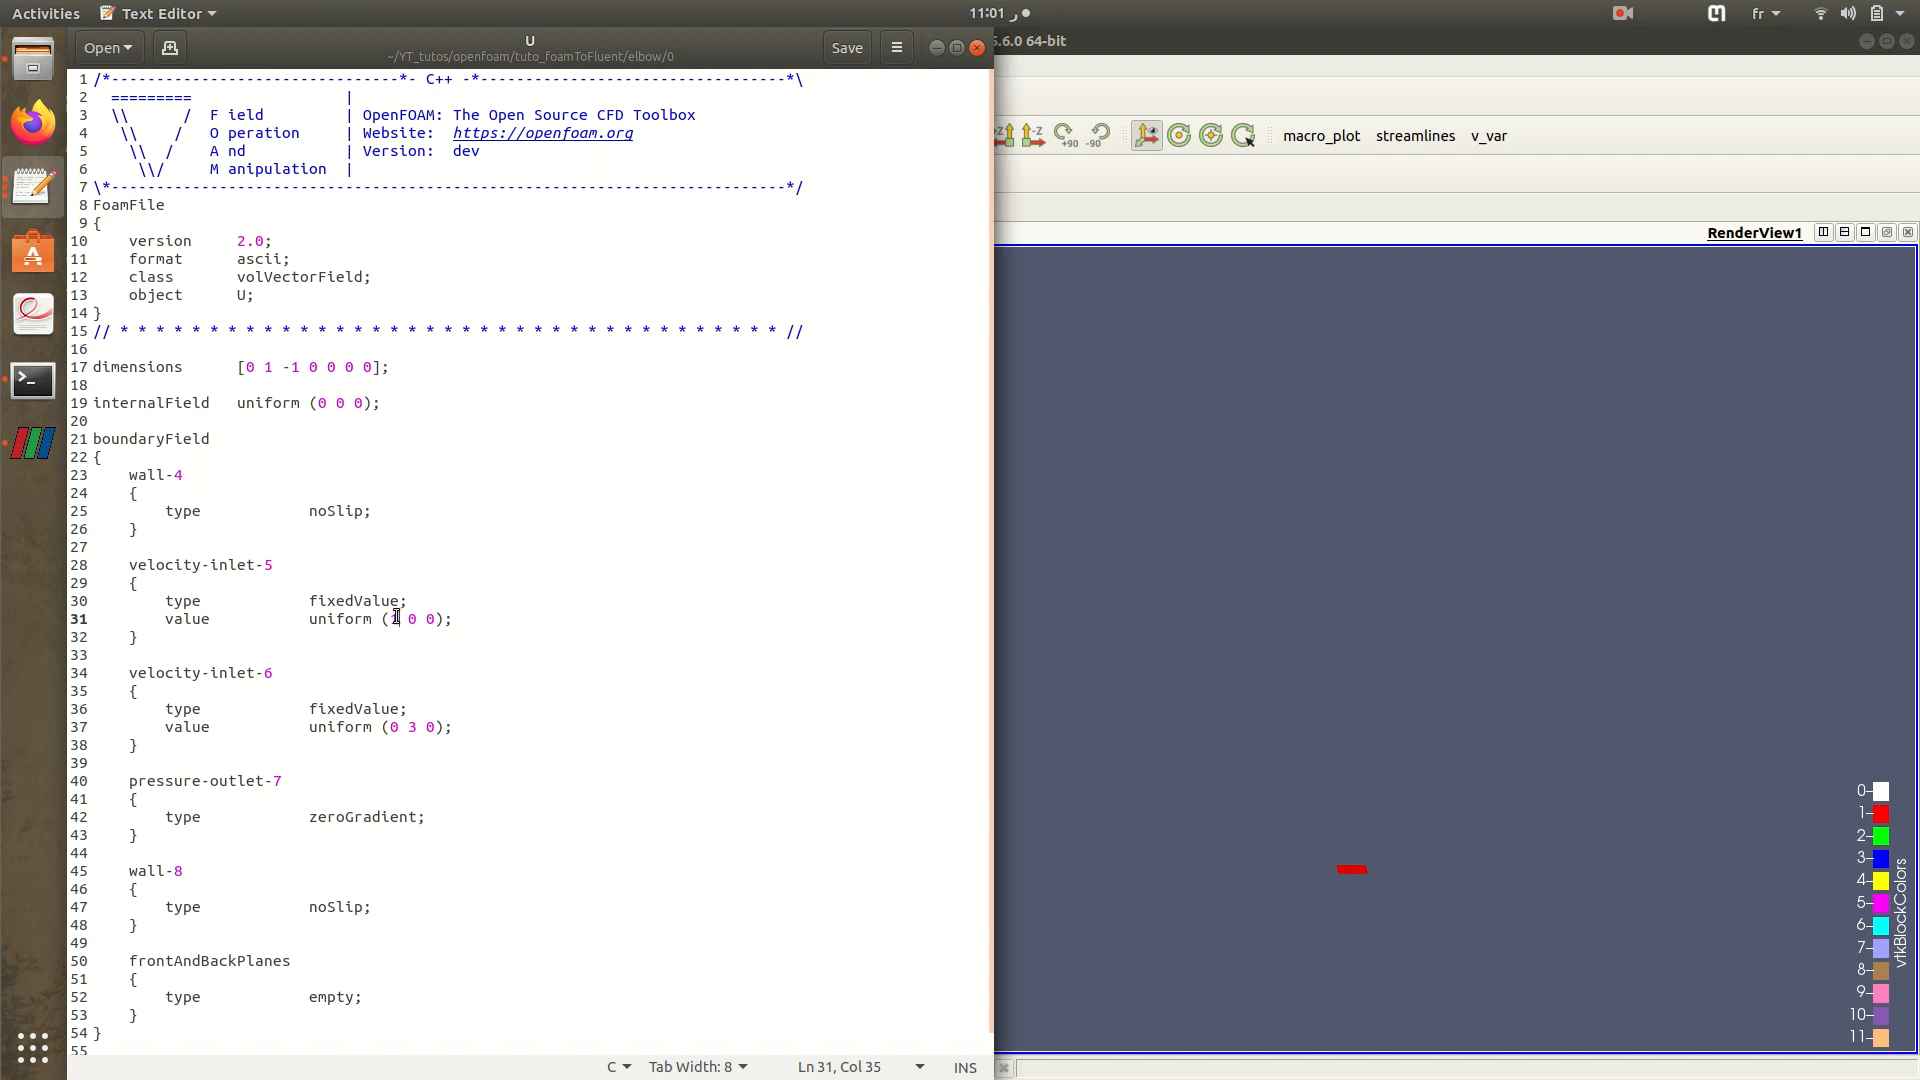 Activities Text Editor 11:01 ر fr
Open U Save
~/YT_tutos/openfoam/tuto_foamToFluent/elbow/0
5.6.0 64-bit
+90 -90 macro_plot streamlines v_var
RenderView1
1 /*--------------------------------*- C++ -*----------------------------------*\
2   =========                 |
3   \\      /  F ield         | OpenFOAM: The Open Source CFD Toolbox
4    \\    /   O peration     | Website:  https://openfoam.org
5     \\  /    A nd           | Version:  dev
6      \\/     M anipulation  |
7 \*---------------------------------------------------------------------------*/
8 FoamFile
9 {
10     version     2.0;
11     format      ascii;
12     class       volVectorField;
13     object      U;
14 }
15 // * * * * * * * * * * * * * * * * * * * * * * * * * * * * * * * * * * * * * //
16
17 dimensions      [0 1 -1 0 0 0 0];
18
19 internalField   uniform (0 0 0);
20
21 boundaryField
22 {
23     wall-4
24     {
25         type            noSlip;
26     }
27
28     velocity-inlet-5
29     {
30         type            fixedValue;
31         value           uniform ( 0 0);
32     }
33
34     velocity-inlet-6
35     {
36         type            fixedValue;
37         value           uniform (0 3 0);
38     }
39
40     pressure-outlet-7
41     {
42         type            zeroGradient;
43     }
44
45     wall-8
46     {
47         type            noSlip;
48     }
49
50     frontAndBackPlanes
51     {
52         type            empty;
53     }
54 }
55
0
1
2
3
4
5
6
7
8
9
10
11
vtkBlockColors
C Tab Width: 8 Ln 31, Col 35 INS